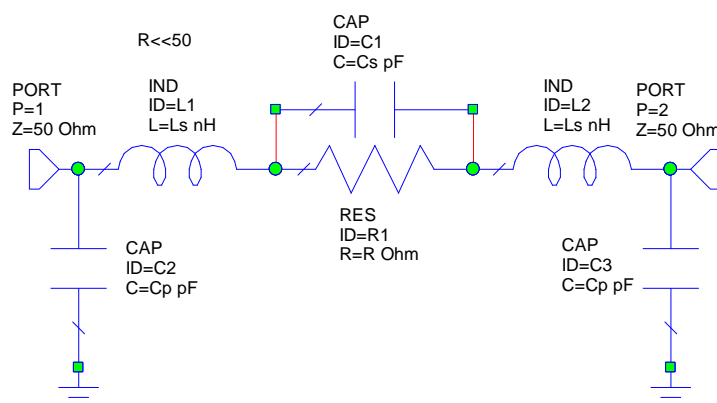 R<<50
CAP
ID=C1
C=Cs pF
PORT
P=1
Z=50 Ohm
IND
ID=L1
L=Ls nH
IND
ID=L2
L=Ls nH
PORT
P=2
Z=50 Ohm
RES
ID=R1
R=R Ohm
CAP
ID=C2
C=Cp pF
CAP
ID=C3
C=Cp pF